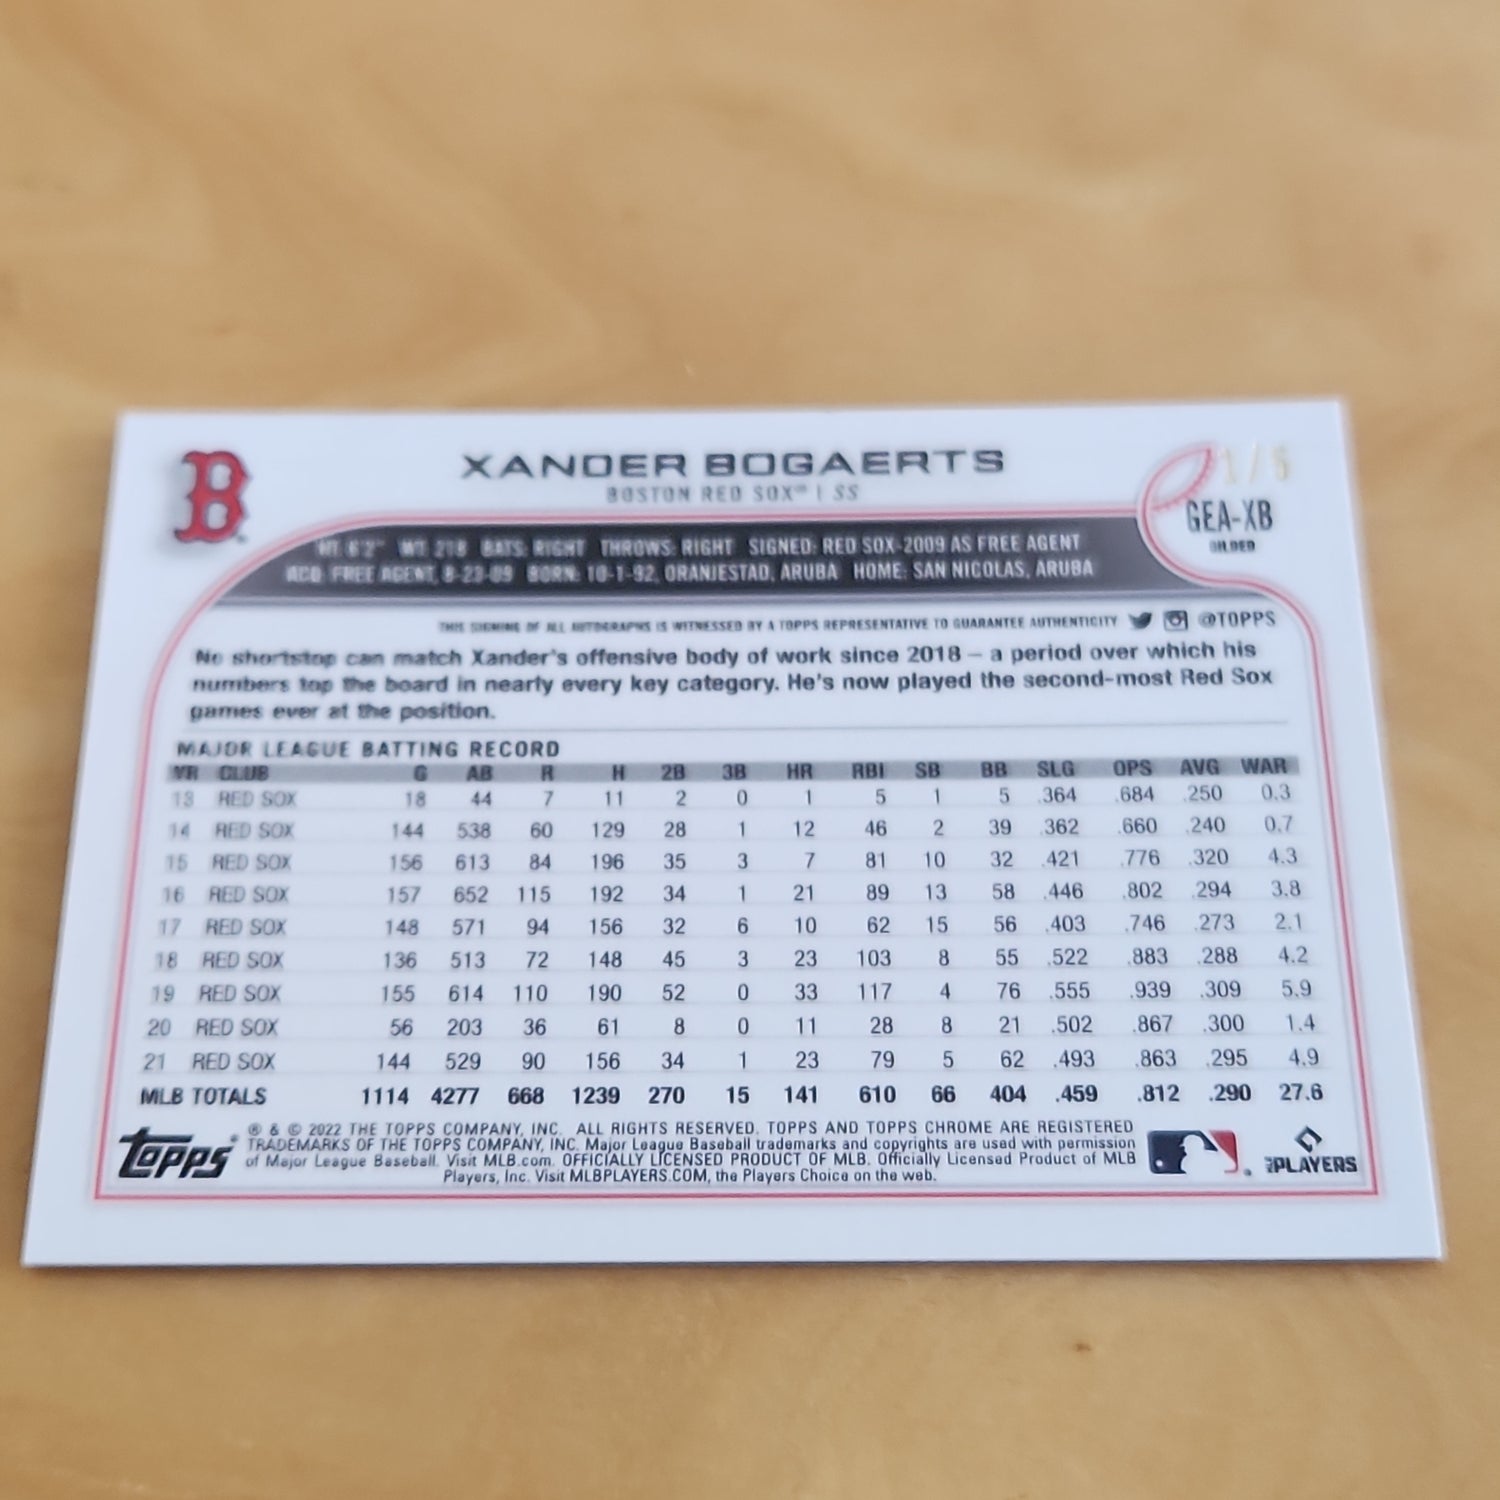 B
XANDER BOGAERTS
BOSTON RED SOX™ | SS
1/5
GEA-XB
GILDED
HT: 6'2" WT: 218 BATS: RIGHT THROWS: RIGHT SIGNED: RED SOX-2009 AS FREE AGENT
ACQ: FREE AGENT, 8-23-09 BORN: 10-1-92, ORANJESTAD, ARUBA HOME: SAN NICOLAS, ARUBA
THIS SIGNING OF ALL AUTOGRAPHS IS WITNESSED BY A TOPPS REPRESENTATIVE TO GUARANTEE AUTHENTICITY @TOPPS
No shortstop can match Xander's offensive body of work since 2018 – a period over which his
numbers top the board in nearly every key category. He's now played the second-most Red Sox
games ever at the position.
MAJOR LEAGUE BATTING RECORD
YR CLUB G AB R H 2B 3B HR RBI SB BB SLG OPS AVG WAR
13 RED SOX 18 44 7 11 2 0 1 5 1 5 .364 .684 .250 0.3
14 RED SOX 144 538 60 129 28 1 12 46 2 39 .362 .660 .240 0.7
15 RED SOX 156 613 84 196 35 3 7 81 10 32 .421 .776 .320 4.3
16 RED SOX 157 652 115 192 34 1 21 89 13 58 .446 .802 .294 3.8
17 RED SOX 148 571 94 156 32 6 10 62 15 56 .403 .746 .273 2.1
18 RED SOX 136 513 72 148 45 3 23 103 8 55 .522 .883 .288 4.2
19 RED SOX 155 614 110 190 52 0 33 117 4 76 .555 .939 .309 5.9
20 RED SOX 56 203 36 61 8 0 11 28 8 21 .502 .867 .300 1.4
21 RED SOX 144 529 90 156 34 1 23 79 5 62 .493 .863 .295 4.9
MLB TOTALS 1114 4277 668 1239 270 15 141 610 66 404 .459 .812 .290 27.6
topps
® & © 2022 THE TOPPS COMPANY, INC. ALL RIGHTS RESERVED. TOPPS AND TOPPS CHROME ARE REGISTERED
TRADEMARKS OF THE TOPPS COMPANY, INC. Major League Baseball trademarks and copyrights are used with permission
of Major League Baseball. Visit MLB.com. OFFICIALLY LICENSED PRODUCT OF MLB. Officially Licensed Product of MLB
Players, Inc. Visit MLBPLAYERS.COM, the Players Choice on the web.
PLAYERS